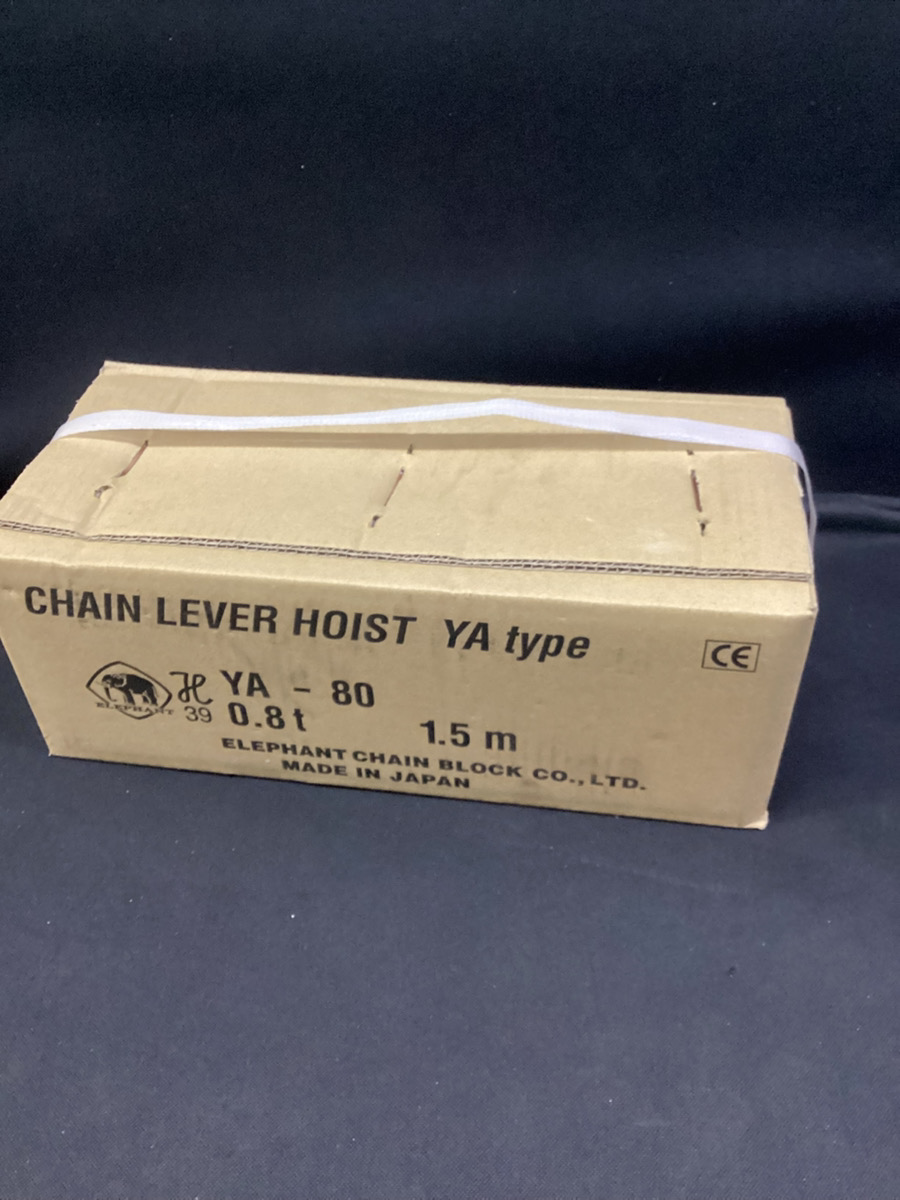 CHAIN LEVER HOIST YA type
CE
ELEPHANT
YA - 80
39 0.8t 1.5 m
ELEPHANT CHAIN BLOCK CO., LTD.
MADE IN JAPAN